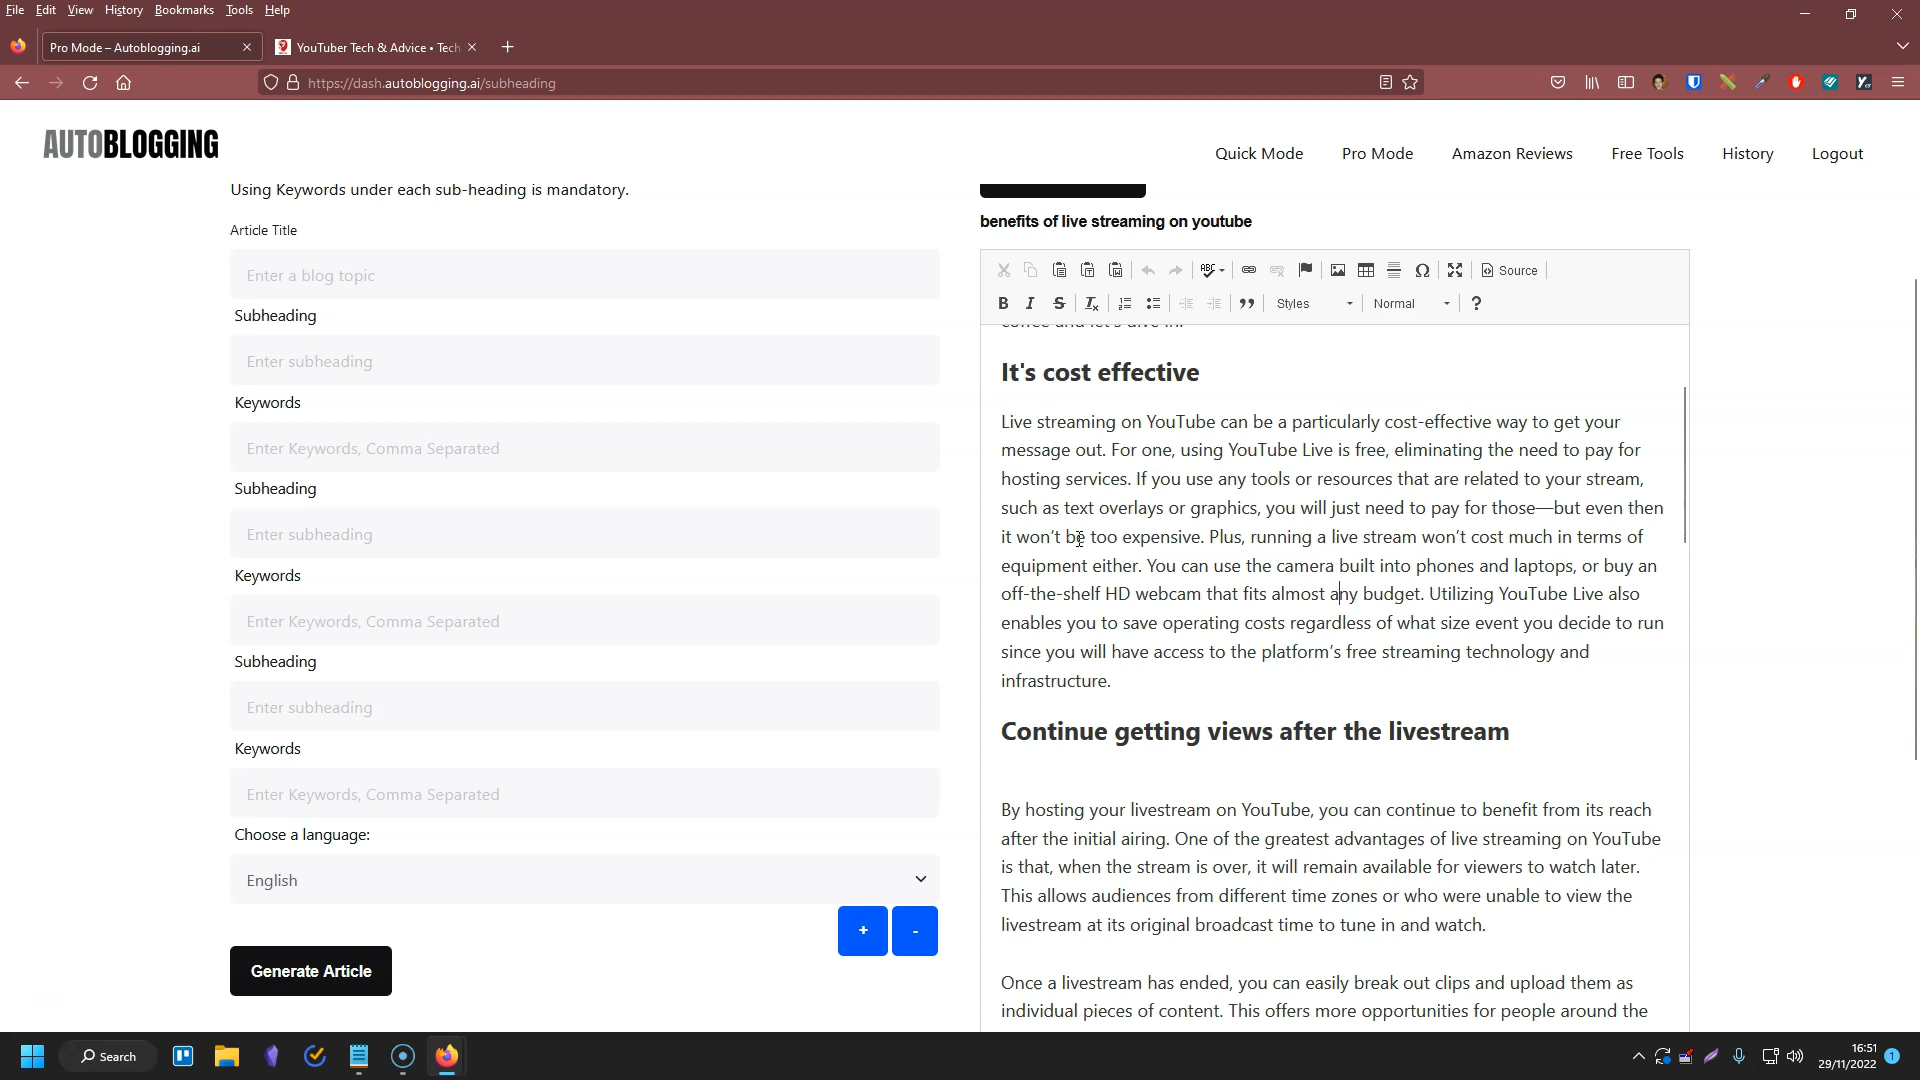 File Edit View History Bookmarks Tools Help
Pro Mode – Autoblogging.ai
YouTuber Tech & Advice • Tech
https://dash.autoblogging.ai/subheading
AUTOBLOGGING
Quick Mode Pro Mode Amazon Reviews Free Tools History Logout
Using Keywords under each sub-heading is mandatory.
Article Title
Enter a blog topic
Subheading
Enter subheading
Keywords
Enter Keywords, Comma Separated
Subheading
Enter subheading
Keywords
Enter Keywords, Comma Separated
Subheading
Enter subheading
Keywords
Enter Keywords, Comma Separated
Choose a language:
English
+ -
Generate Article
benefits of live streaming on youtube
ABC Ω Source
B I S Tx Styles Normal ?
coffee and let's dive in.
It's cost effective
Live streaming on YouTube can be a particularly cost-effective way to get your
message out. For one, using YouTube Live is free, eliminating the need to pay for
hosting services. If you use any tools or resources that are related to your stream,
such as text overlays or graphics, you will just need to pay for those—but even then
it won't be too expensive. Plus, running a live stream won't cost much in terms of
equipment either. You can use the camera built into phones and laptops, or buy an
off-the-shelf HD webcam that fits almost any budget. Utilizing YouTube Live also
enables you to save operating costs regardless of what size event you decide to run
since you will have access to the platform's free streaming technology and
infrastructure.
Continue getting views after the livestream
By hosting your livestream on YouTube, you can continue to benefit from its reach
after the initial airing. One of the greatest advantages of live streaming on YouTube
is that, when the stream is over, it will remain available for viewers to watch later.
This allows audiences from different time zones or who were unable to view the
livestream at its original broadcast time to tune in and watch.
Once a livestream has ended, you can easily break out clips and upload them as
individual pieces of content. This offers more opportunities for people around the
Search
16:51
29/11/2022
1